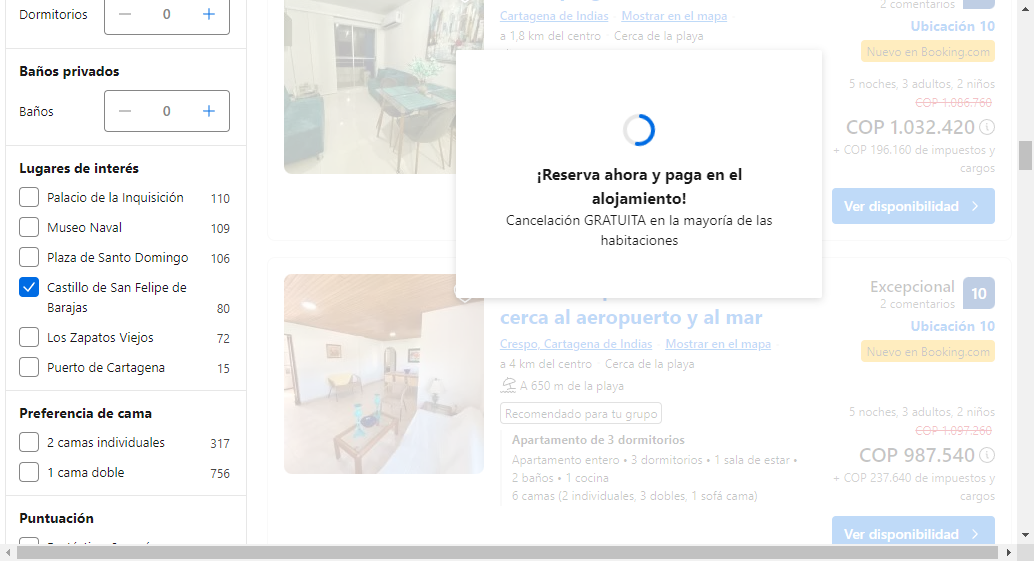 Dormitorios
0
Baños privados
Baños
0
Lugares de interés
Palacio de la Inquisición 110
Museo Naval 109
Plaza de Santo Domingo 106
Castillo de San Felipe de
Barajas 80
Los Zapatos Viejos 72
Puerto de Cartagena 15
Preferencia de cama
2 camas individuales 317
1 cama doble 756
Puntuación
Cartagena de Indias · Mostrar en el mapa
a 1,8 km del centro · Cerca de la playa
2 comentarios
Ubicación 10
Nuevo en Booking.com
5 noches, 3 adultos, 2 niños
COP 1.086.760
COP 1.032.420
+ COP 196.160 de impuestos y
cargos
Ver disponibilidad
¡Reserva ahora y paga en el
alojamiento!
Cancelación GRATUITA en la mayoría de las
habitaciones
cerca al aeropuerto y al mar
Crespo, Cartagena de Indias · Mostrar en el mapa
a 4 km del centro · Cerca de la playa
A 650 m de la playa
Recomendado para tu grupo
Apartamento de 3 dormitorios
Apartamento entero • 3 dormitorios • 1 sala de estar •
2 baños • 1 cocina
6 camas (2 individuales, 3 dobles, 1 sofá cama)
Excepcional
2 comentarios
10
Ubicación 10
Nuevo en Booking.com
5 noches, 3 adultos, 2 niños
COP 1.097.260
COP 987.540
+ COP 237.640 de impuestos y
cargos
Ver disponibilidad